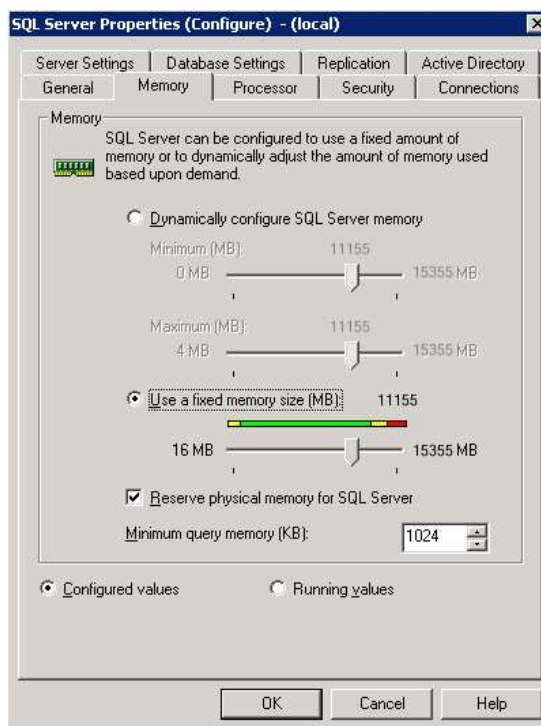 SQL Server Properties (Configure) - (local)
Server Settings Database Settings Replication Active Directory
General Memory Processor Security Connections
Memory
SQL Server can be configured to use a fixed amount of
memory or to dynamically adjust the amount of memory used
based upon demand.
Dynamically configure SQL Server memory
Minimum (MB): 11155
0 MB 15355 MB
Maximum (MB): 11155
4 MB 15355 MB
Use a fixed memory size (MB): 11155
16 MB 15355 MB
Reserve physical memory for SQL Server
Minimum query memory (KB): 1024
Configured values Running values
OK Cancel Help